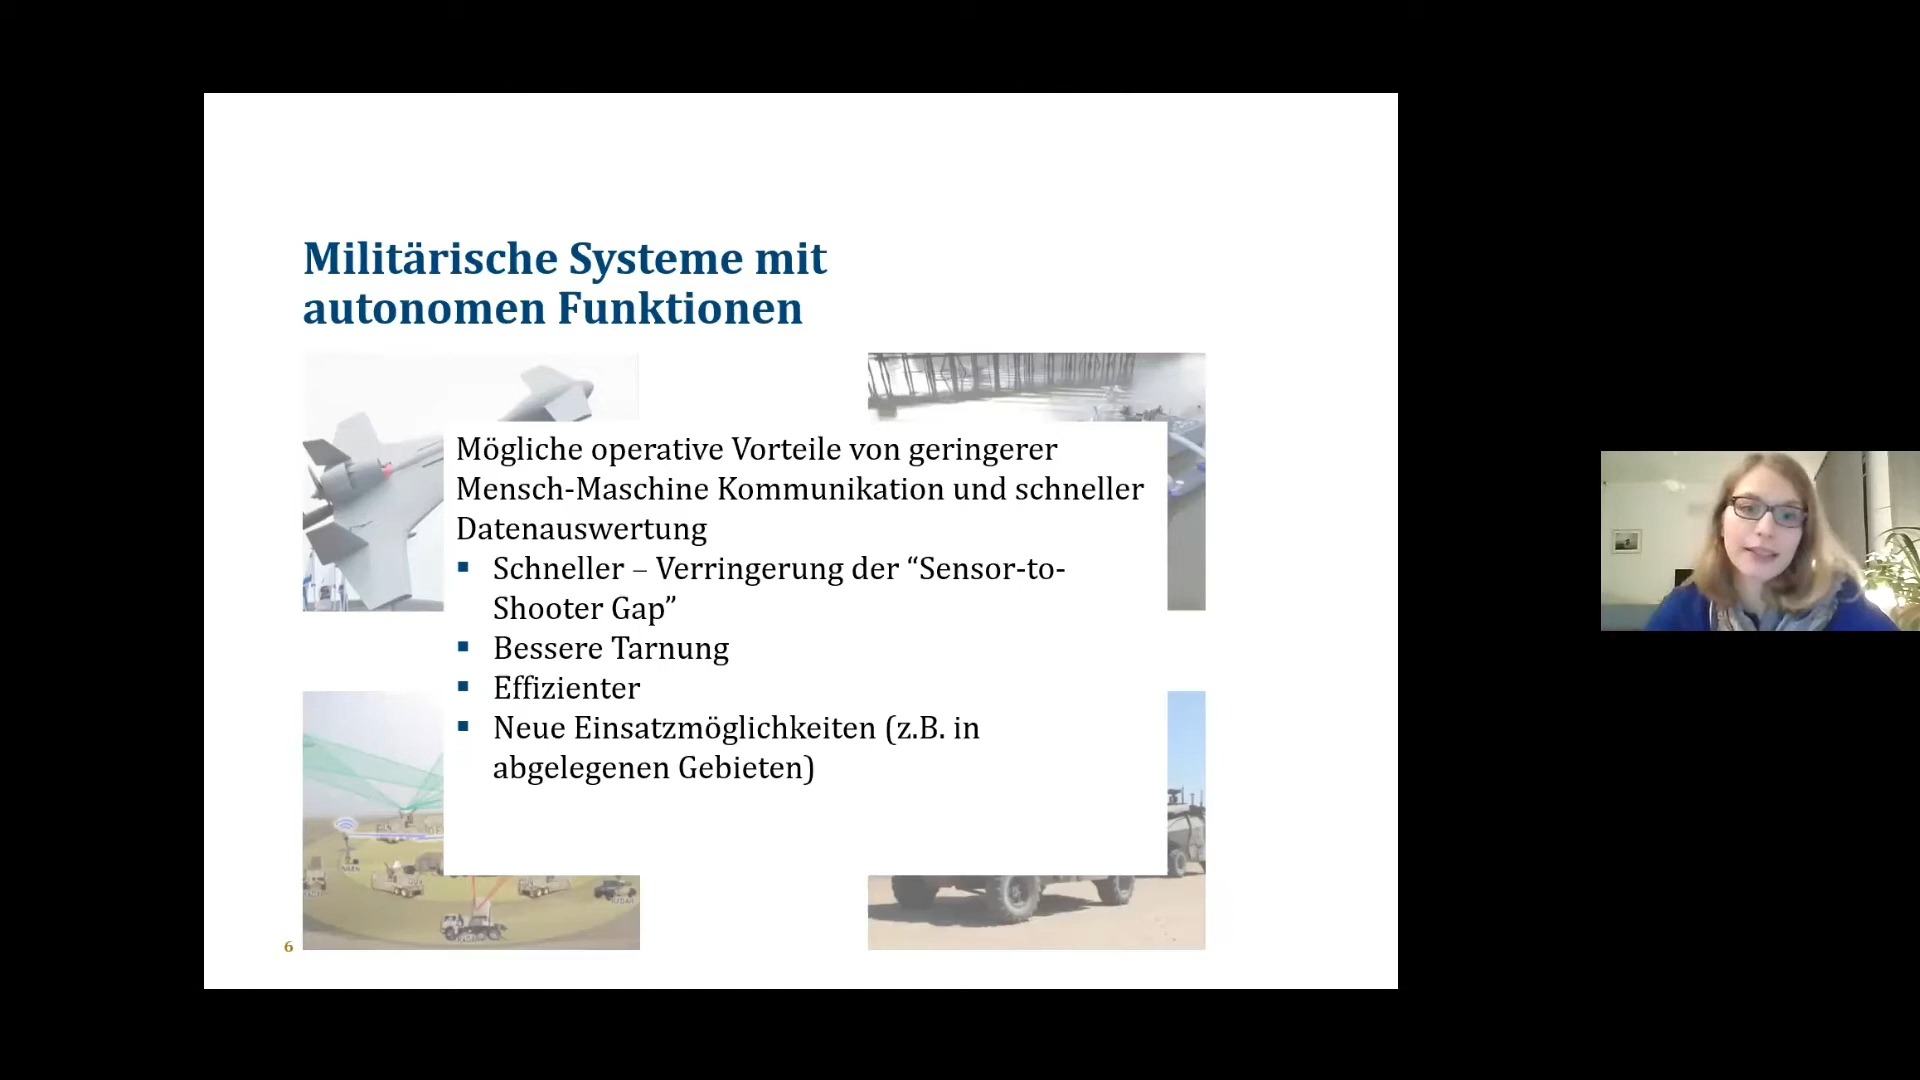 Militärische Systeme mit
autonomen Funktionen
Mögliche operative Vorteile von geringerer
Mensch-Maschine Kommunikation und schneller
Datenauswertung
▪ Schneller – Verringerung der “Sensor-to-
Shooter Gap”
▪ Bessere Tarnung
▪ Effizienter
▪ Neue Einsatzmöglichkeiten (z.B. in
abgelegenen Gebieten)
6